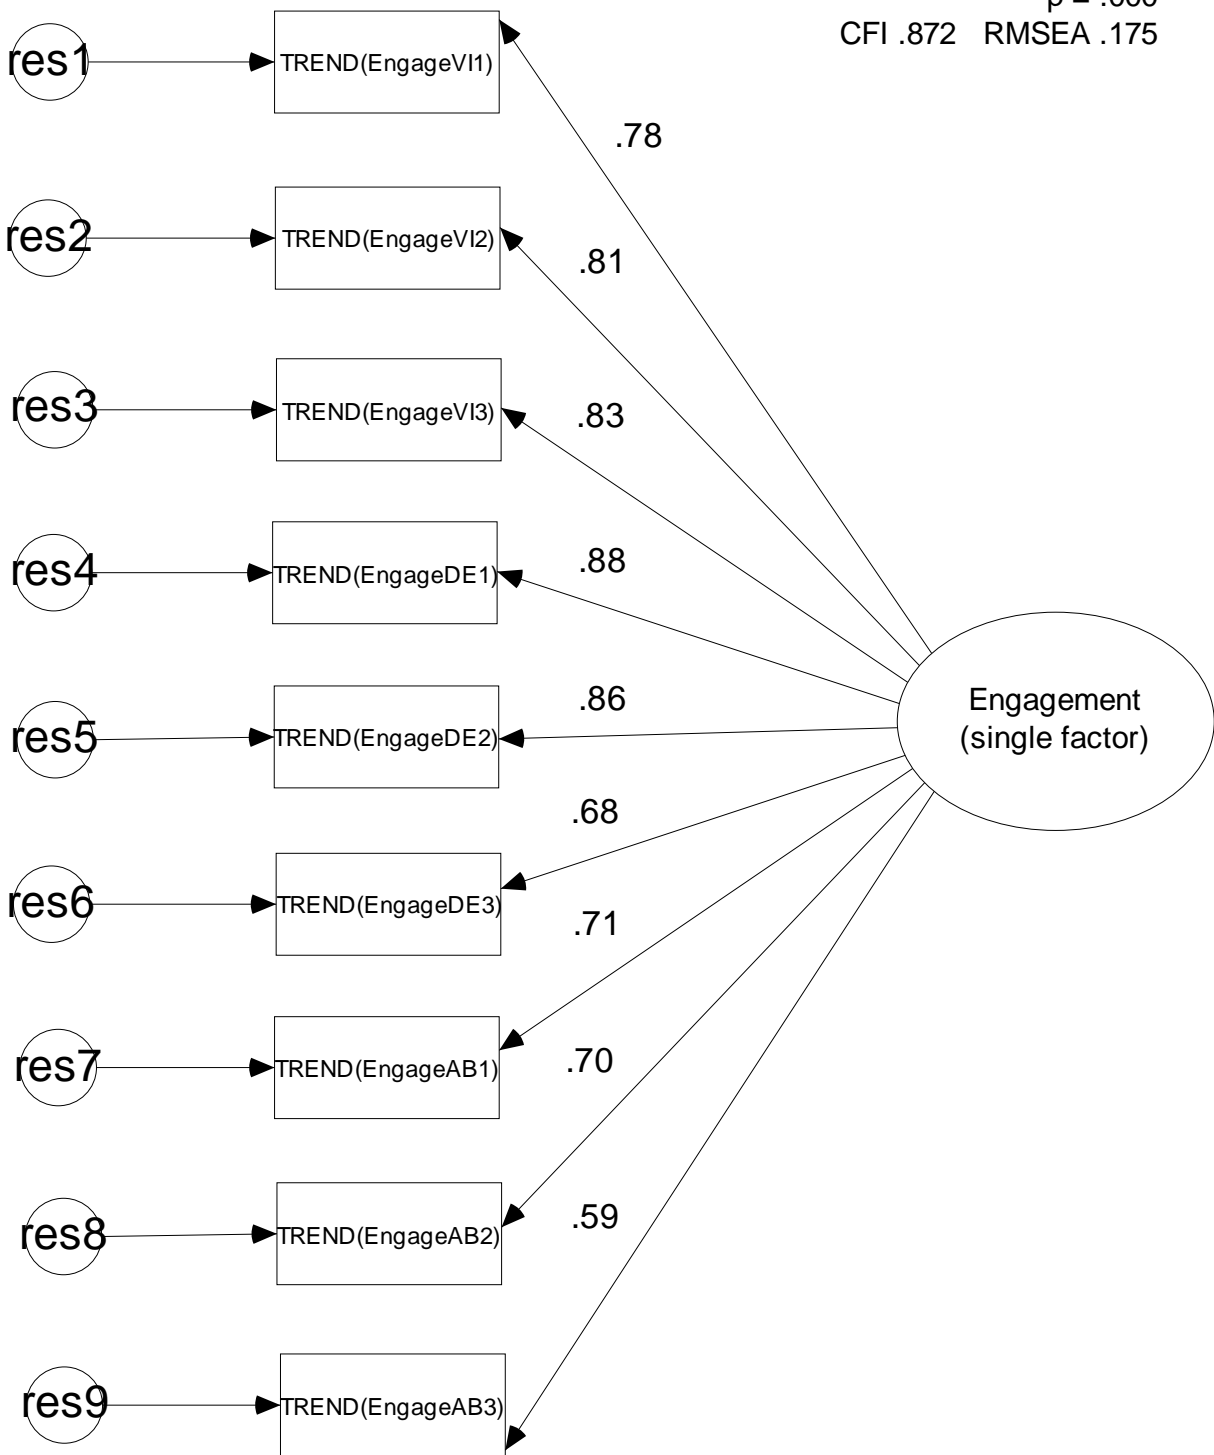 CFI .872 RMSEA .175
res1 TREND(EngageVI1)
.78
res2 TREND(EngageVI2)
.81
res3 TREND(EngageVI3)
.83
res4 TREND(EngageDE1)
.88
Engagement
(single factor)
res5 TREND(EngageDE2)
.86
.68
res6 TREND(EngageDE3)
.71
res7 TREND(EngageAB1)
.70
res8 TREND(EngageAB2)
.59
res9 TREND(EngageAB3)